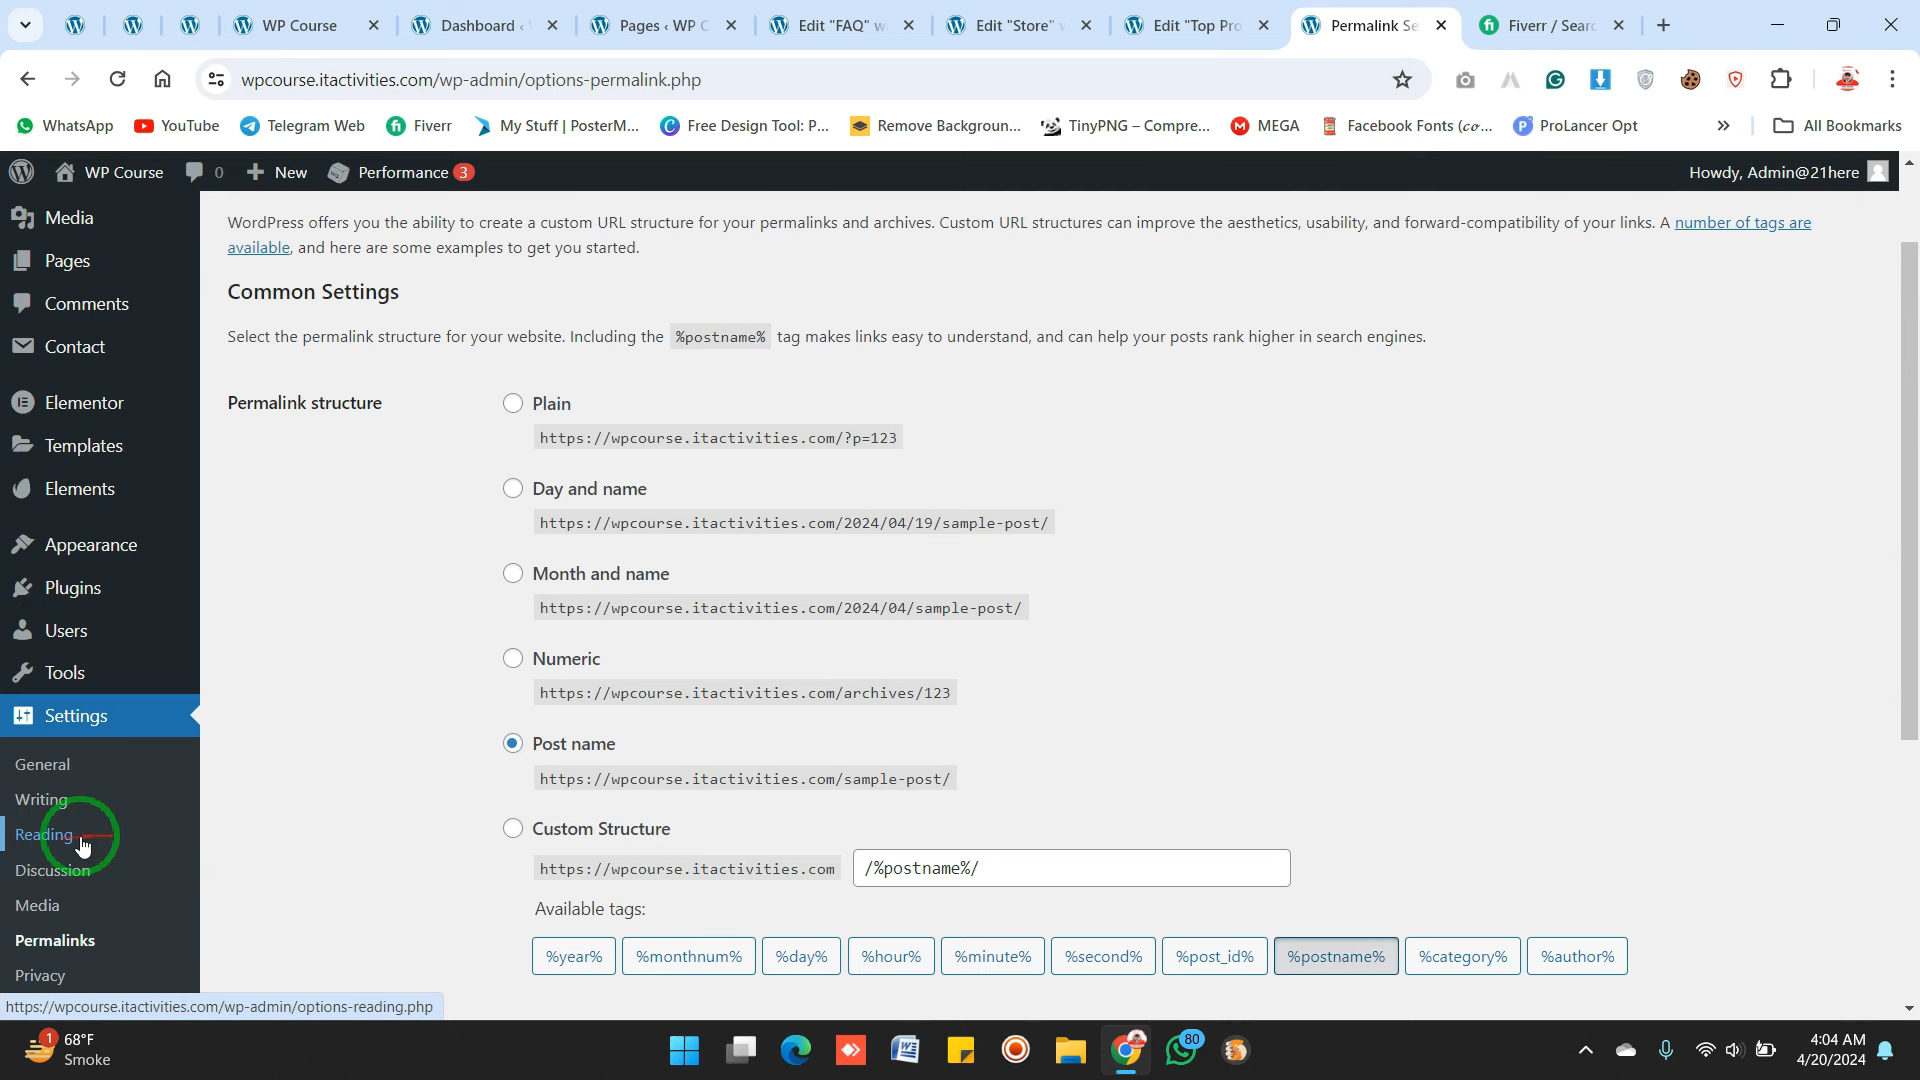 WP Course
Dashboard ‹
Pages ‹ WP C
Edit "FAQ" w
Edit "Store" w
Edit "Top Pro
Permalink Se
Fiverr / Searc
wpcourse.itactivities.com/wp-admin/options-permalink.php
WhatsApp
YouTube
Telegram Web
Fiverr
My Stuff | PosterM...
Free Design Tool: P...
Remove Backgroun...
TinyPNG – Compre...
MEGA
Facebook Fonts (co...
ProLancer Opt
All Bookmarks
WP Course 0 New Performance 3
Howdy, Admin@21here
Media
Pages
Comments
Contact
Elementor
Templates
Elements
Appearance
Plugins
Users
Tools
Settings
General
Writing
Reading
Discussion
Media
Permalinks
Privacy
https://wpcourse.itactivities.com/wp-admin/options-reading.php
WordPress offers you the ability to create a custom URL structure for your permalinks and archives. Custom URL structures can improve the aesthetics, usability, and forward-compatibility of your links. A number of tags are
available, and here are some examples to get you started.
Common Settings
Select the permalink structure for your website. Including the %postname% tag makes links easy to understand, and can help your posts rank higher in search engines.
Permalink structure
Plain
https://wpcourse.itactivities.com/?p=123
Day and name
https://wpcourse.itactivities.com/2024/04/19/sample-post/
Month and name
https://wpcourse.itactivities.com/2024/04/sample-post/
Numeric
https://wpcourse.itactivities.com/archives/123
Post name
https://wpcourse.itactivities.com/sample-post/
Custom Structure
https://wpcourse.itactivities.com /%postname%/
Available tags:
%year% %monthnum% %day% %hour% %minute% %second% %post_id% %postname% %category% %author%
1
68°F
Smoke
80
4:04 AM
4/20/2024